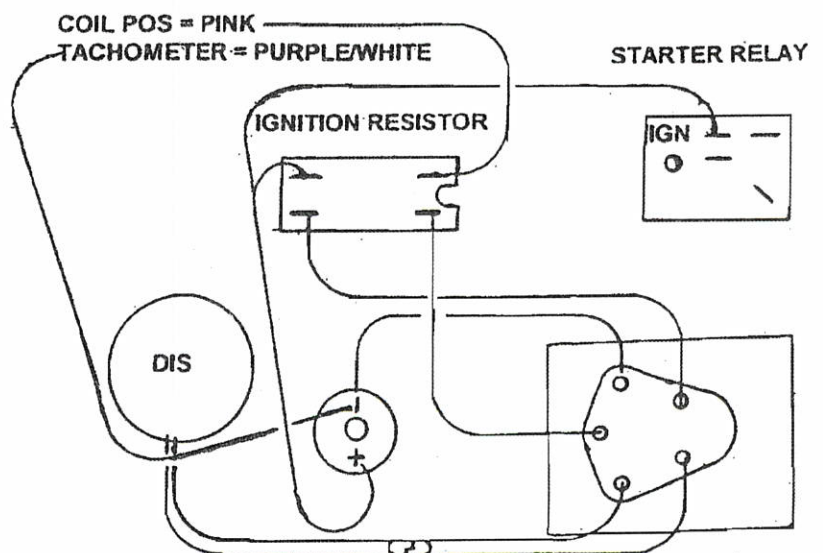 COIL POS = PINK
TACHOMETER = PURPLE/WHITE
STARTER RELAY
IGNITION RESISTOR
IGN
DIS
-
+